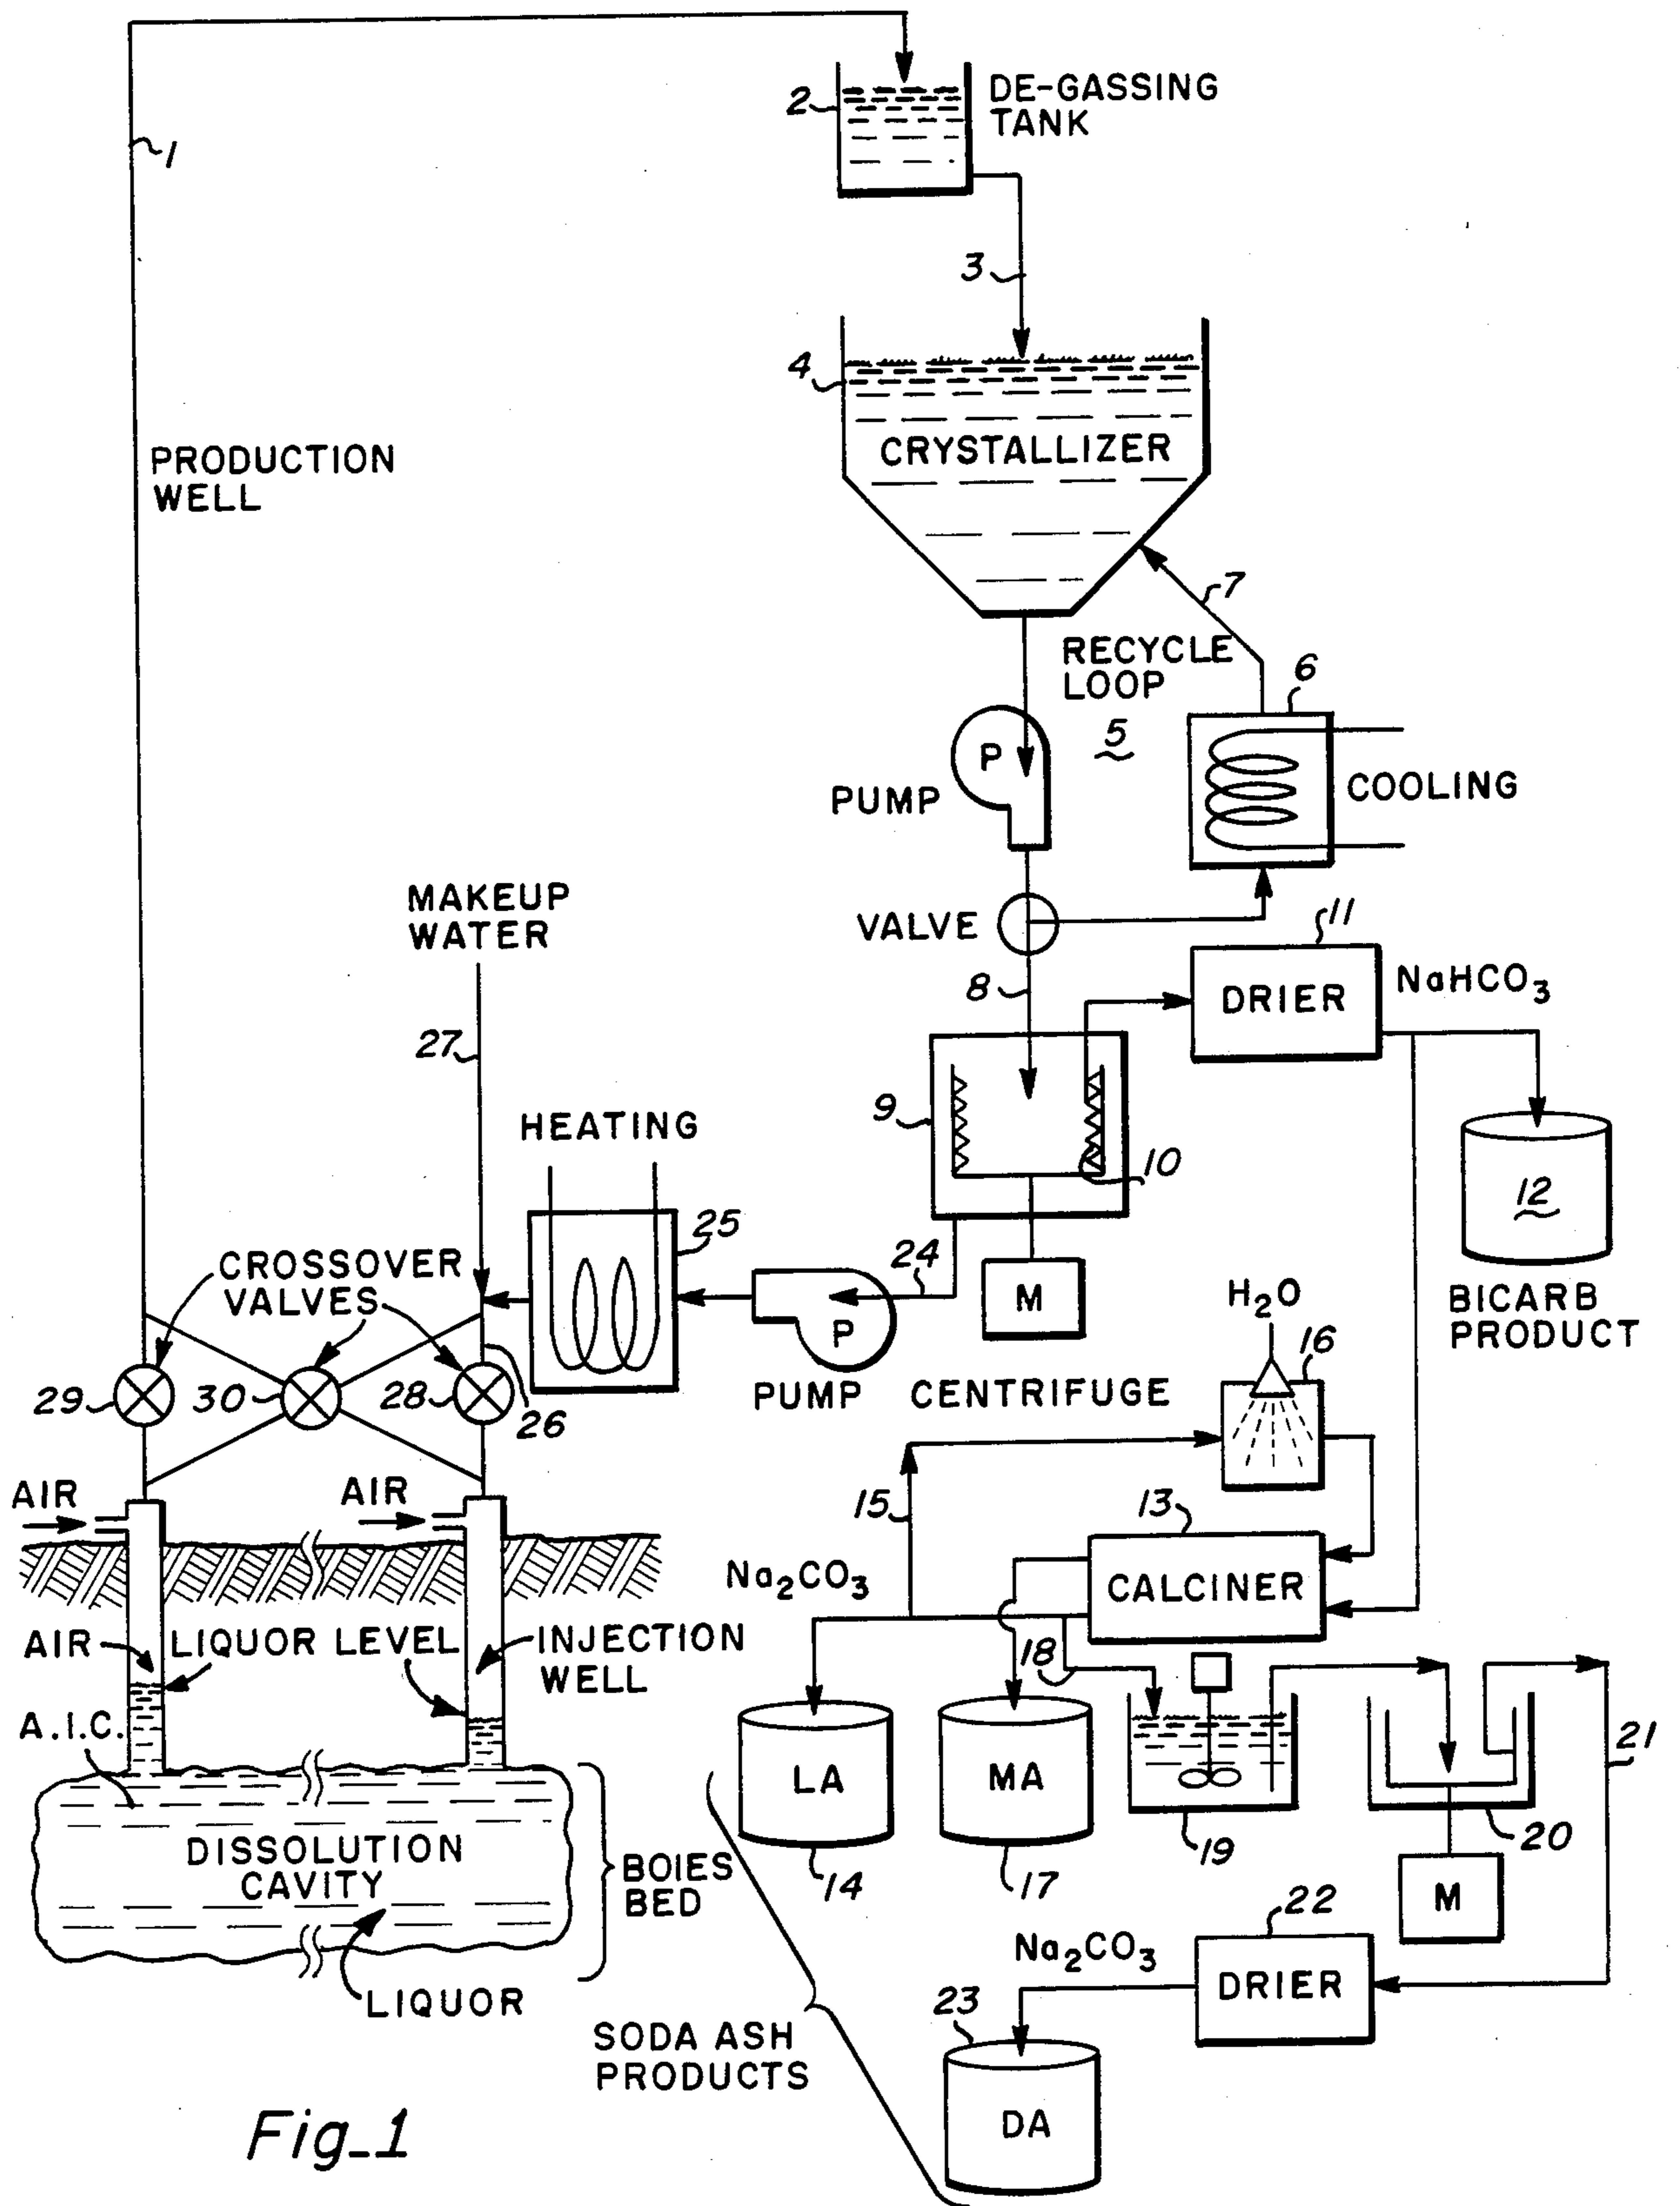 DE-GASSING
TANK
2
1
3
4
CRYSTALLIZER
PRODUCTION
WELL
7
RECYCLE
LOOP
6
5
P
PUMP
COOLING
MAKEUP
WATER
VALVE
11
8
DRIER
NaHCO3
27
HEATING
9
10
12
25
24
CROSSOVER
VALVES
M
H2O
BICARB
PRODUCT
P
16
29
30
28
26
PUMP
CENTRIFUGE
AIR
AIR
15
13
Na2CO3
CALCINER
AIR
LIQUOR LEVEL
INJECTION
WELL
18
A.I.C.
21
LA
MA
DISSOLUTION
CAVITY
BOIES
BED
14
17
19
20
M
22
LIQUOR
Na2CO3
DRIER
23
SODA ASH
PRODUCTS
DA
Fig_1